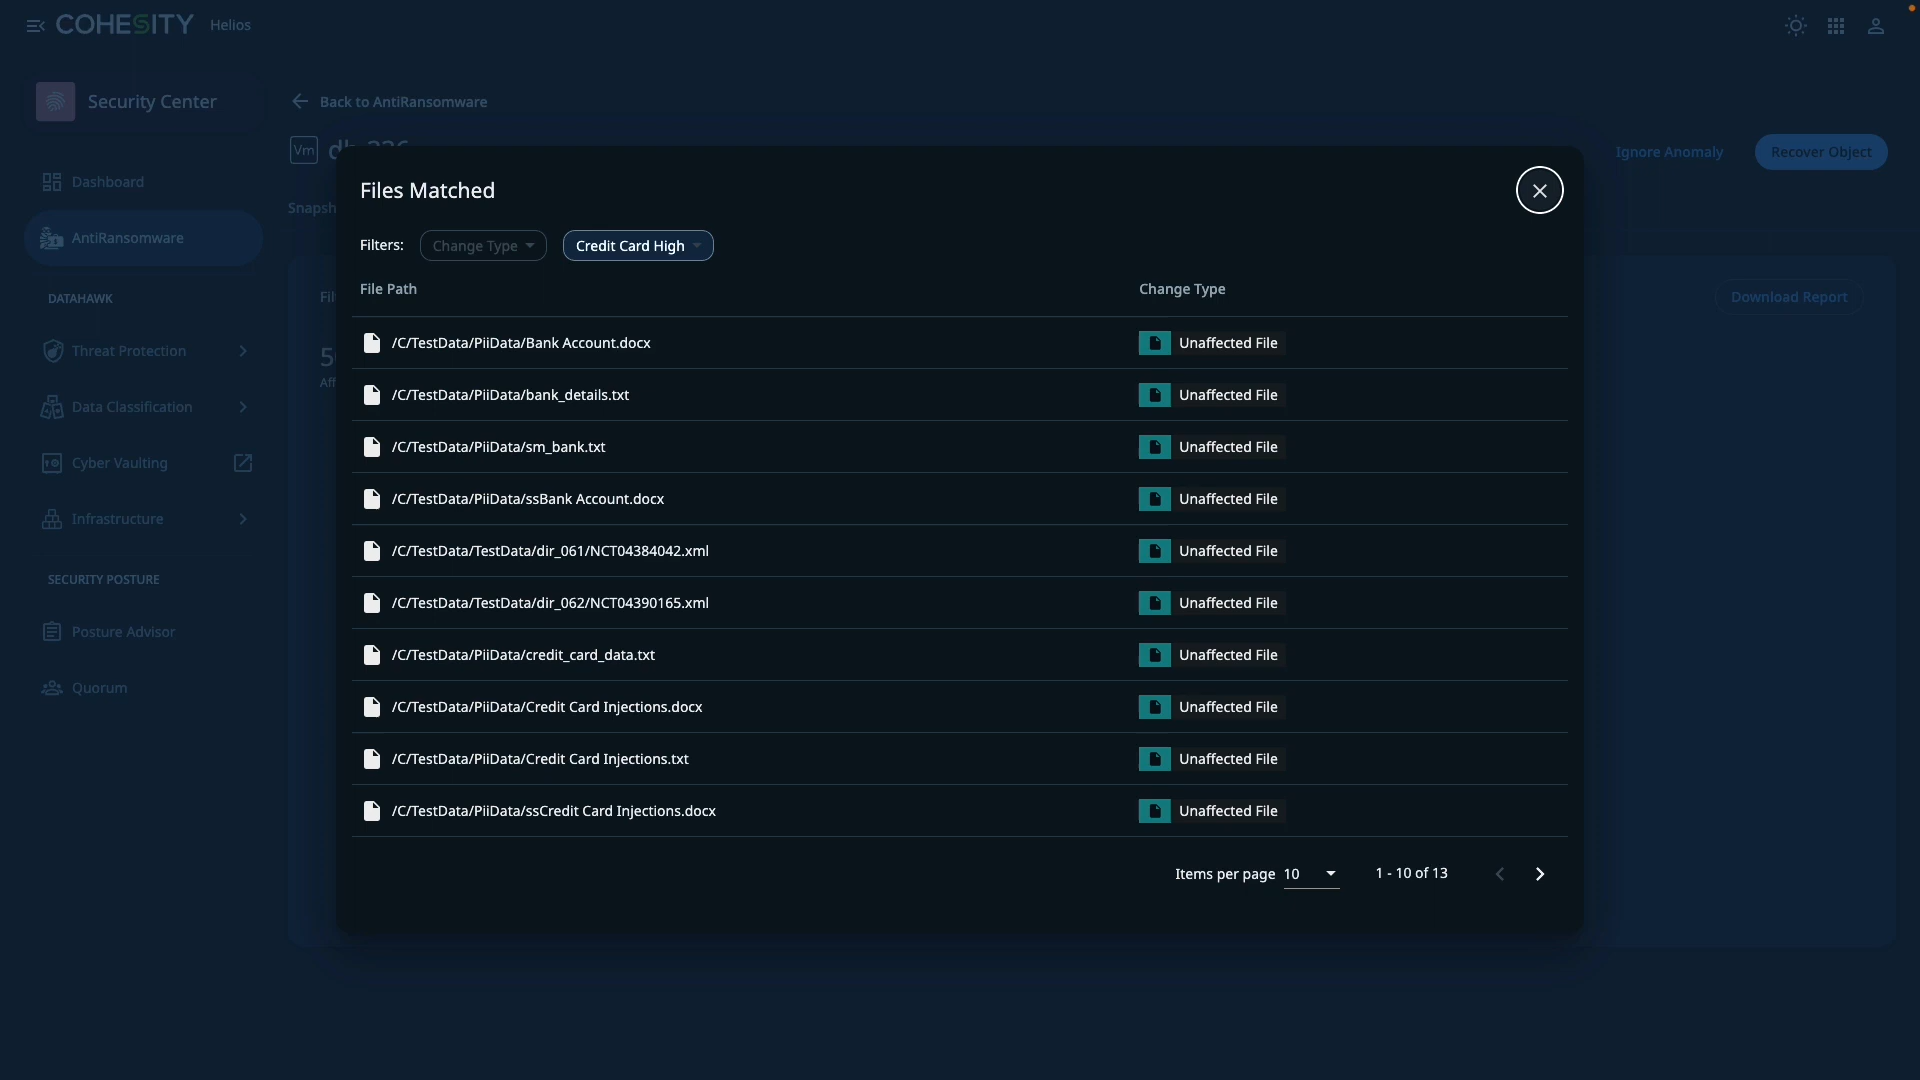 COHESITY Helios
Security Center
Back to AntiRansomware
Vm
Ignore Anomaly
Recover Object
Dashboard
AntiRansomware
DATAHAWK
Threat Protection
Data Classification
Cyber Vaulting
Infrastructure
SECURITY POSTURE
Posture Advisor
Quorum
Download Report
Files Matched
Filters: Change Type Credit Card High
File Path Change Type
/C/TestData/PiiData/Bank Account.docx Unaffected File
/C/TestData/PiiData/bank_details.txt Unaffected File
/C/TestData/PiiData/sm_bank.txt Unaffected File
/C/TestData/PiiData/ssBank Account.docx Unaffected File
/C/TestData/TestData/dir_061/NCT04384042.xml Unaffected File
/C/TestData/TestData/dir_062/NCT04390165.xml Unaffected File
/C/TestData/PiiData/credit_card_data.txt Unaffected File
/C/TestData/PiiData/Credit Card Injections.docx Unaffected File
/C/TestData/PiiData/Credit Card Injections.txt Unaffected File
/C/TestData/PiiData/ssCredit Card Injections.docx Unaffected File
Items per page 10 1 - 10 of 13